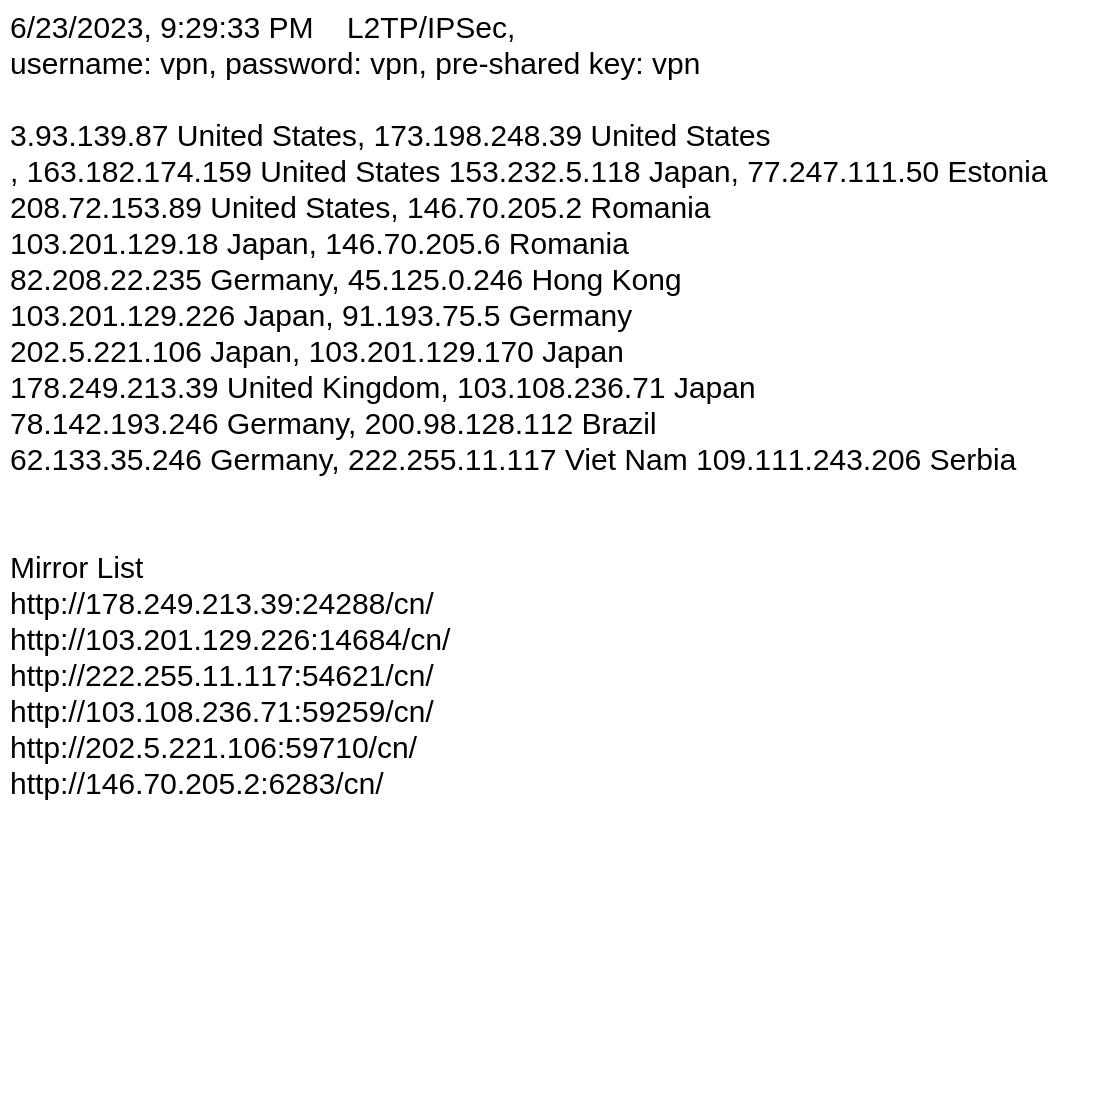 6/23/2023, 9:29:33 PM    L2TP/IPSec,
username: vpn, password: vpn, pre-shared key: vpn
3.93.139.87 United States, 173.198.248.39 United States
, 163.182.174.159 United States 153.232.5.118 Japan, 77.247.111.50 Estonia
208.72.153.89 United States, 146.70.205.2 Romania
103.201.129.18 Japan, 146.70.205.6 Romania
82.208.22.235 Germany, 45.125.0.246 Hong Kong
103.201.129.226 Japan, 91.193.75.5 Germany
202.5.221.106 Japan, 103.201.129.170 Japan
178.249.213.39 United Kingdom, 103.108.236.71 Japan
78.142.193.246 Germany, 200.98.128.112 Brazil
62.133.35.246 Germany, 222.255.11.117 Viet Nam 109.111.243.206 Serbia
Mirror List
http://178.249.213.39:24288/cn/
http://103.201.129.226:14684/cn/
http://222.255.11.117:54621/cn/
http://103.108.236.71:59259/cn/
http://202.5.221.106:59710/cn/
http://146.70.205.2:6283/cn/